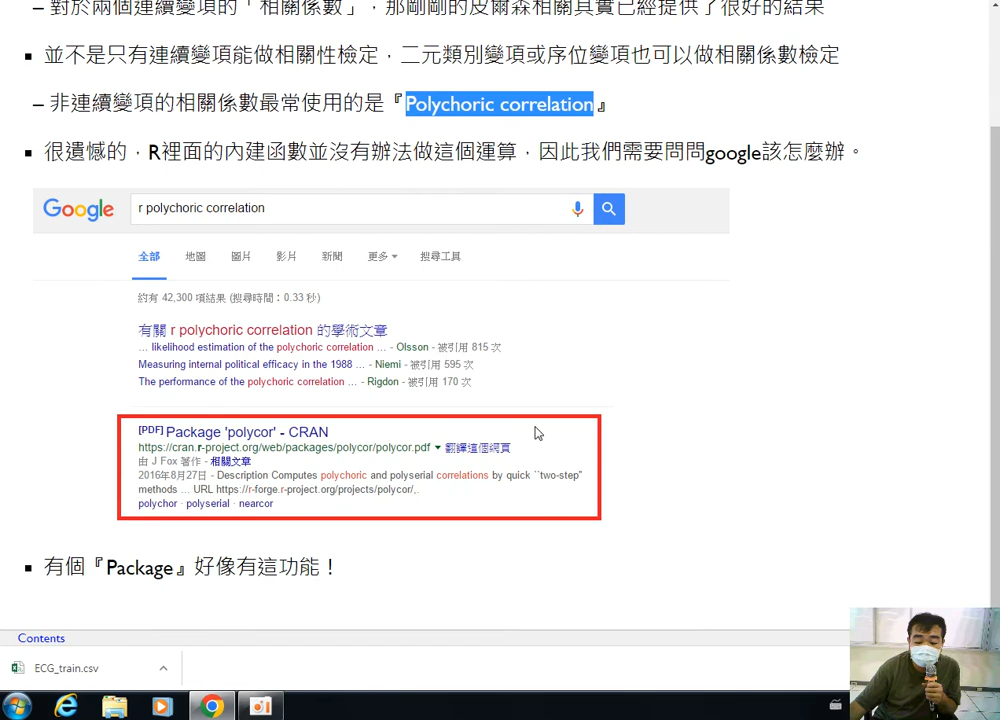 – 對於兩個連續變項的「相關係數」，那剛剛的皮爾森相關其實已經提供了很好的結果
▪ 並不是只有連續變項能做相關性檢定，二元類別變項或序位變項也可以做相關係數檢定
– 非連續變項的相關係數最常使用的是『Polychoric correlation』
▪ 很遺憾的，R裡面的內建函數並沒有辦法做這個運算，因此我們需要問問google該怎麼辦。
Google
r polychoric correlation
全部 地圖 圖片 影片 新聞 更多 搜尋工具
約有 42,300 項結果 (搜尋時間：0.33 秒)
有關 r polychoric correlation 的學術文章
... likelihood estimation of the polychoric correlation ... - Olsson - 被引用 815 次
Measuring internal political efficacy in the 1988 ... - Niemi - 被引用 595 次
The performance of the polychoric correlation ... - Rigdon - 被引用 170 次
[PDF] Package 'polycor' - CRAN
https://cran.r-project.org/web/packages/polycor/polycor.pdf ▾ 翻譯這個網頁
由 J Fox 著作 - 相關文章
2016年8月27日 - Description Computes polychoric and polyserial correlations by quick ``two-step''
methods ... URL https://r-forge.r-project.org/projects/polycor/,.
polychor · polyserial · nearcor
▪ 有個『Package』好像有這功能！
Contents
ECG_train.csv